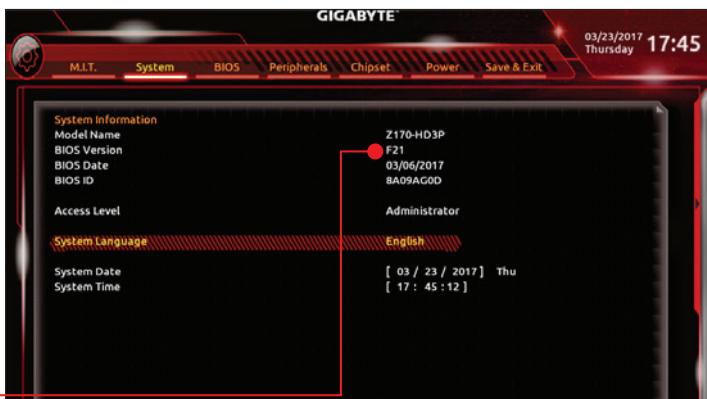 GIGABYTE™
03/23/2017
Thursday 17:45
M.I.T. System BIOS Peripherals Chipset Power Save & Exit
System Information
Model Name Z170-HD3P
BIOS Version F21
BIOS Date 03/06/2017
BIOS ID 8A09AG0D
Access Level Administrator
System Language English
System Date [ 03 / 23 / 2017 ] Thu
System Time [ 17 : 45 : 12 ]